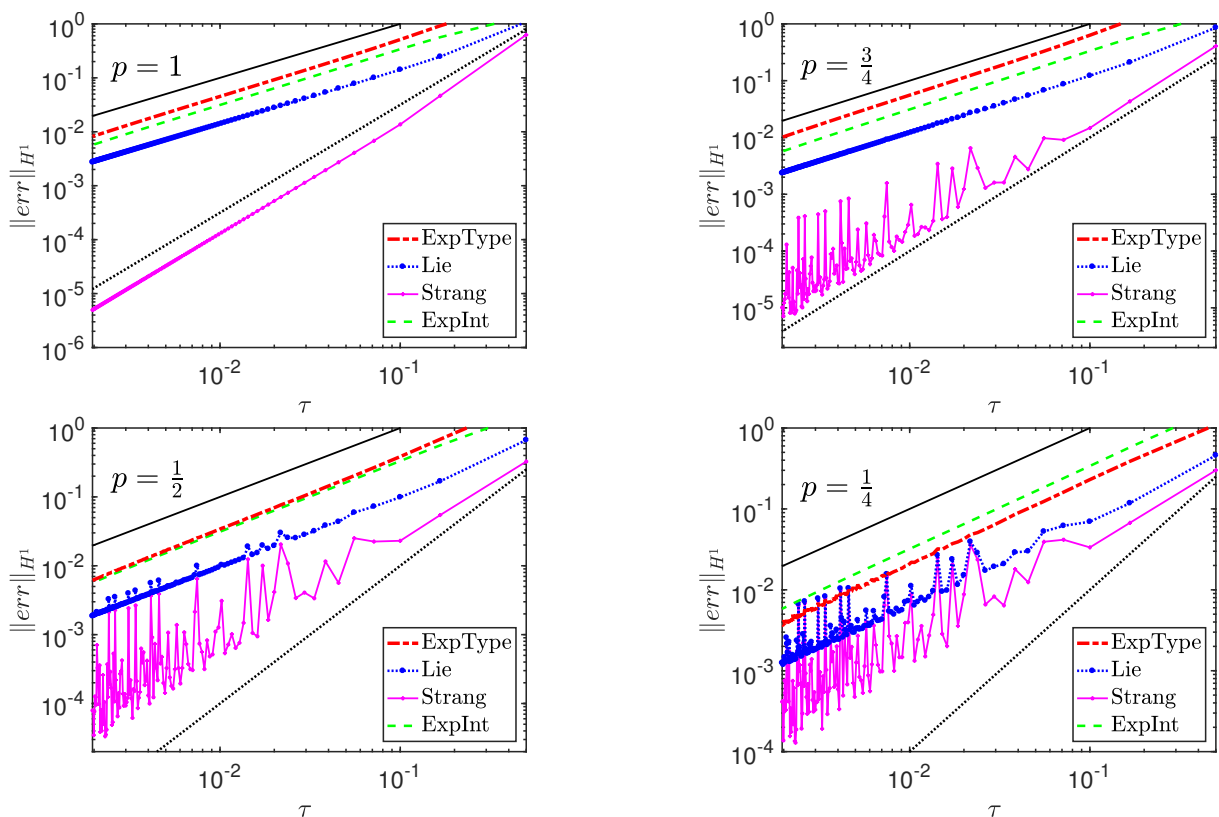 p = 1
10^0
10^{-1}
10^{-2}
10^{-3}
10^{-4}
10^{-5}
10^{-6}
||err||_{H^1}
10^{-2} 10^{-1}
τ
ExpType
Lie
Strang
ExpInt
p = 3/4
10^0
10^{-1}
10^{-2}
10^{-3}
10^{-4}
10^{-5}
||err||_{H^1}
10^{-2} 10^{-1}
τ
ExpType
Lie
Strang
ExpInt
p = 1/2
10^0
10^{-1}
10^{-2}
10^{-3}
10^{-4}
||err||_{H^1}
10^{-2} 10^{-1}
τ
ExpType
Lie
Strang
ExpInt
p = 1/4
10^0
10^{-1}
10^{-2}
10^{-3}
10^{-4}
||err||_{H^1}
10^{-2} 10^{-1}
τ
ExpType
Lie
Strang
ExpInt